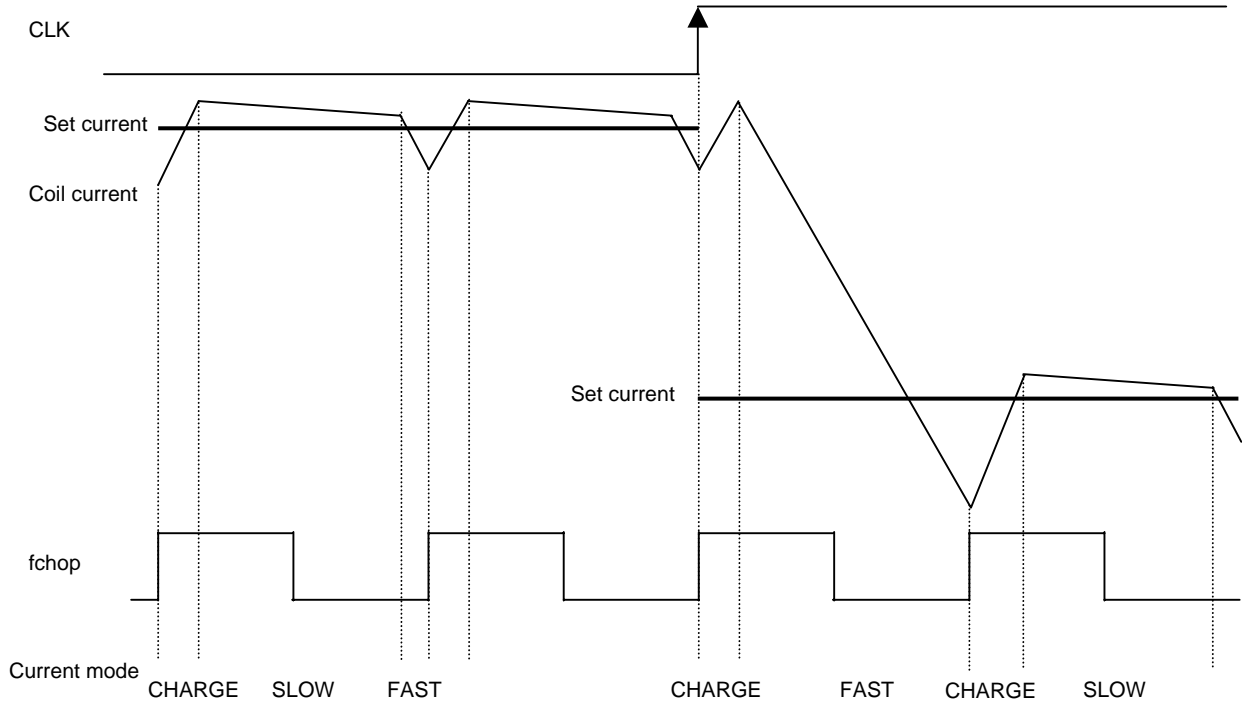 CLK
Set current
Coil current
Set current
fchop
Current mode
CHARGE SLOW FAST CHARGE FAST CHARGE SLOW